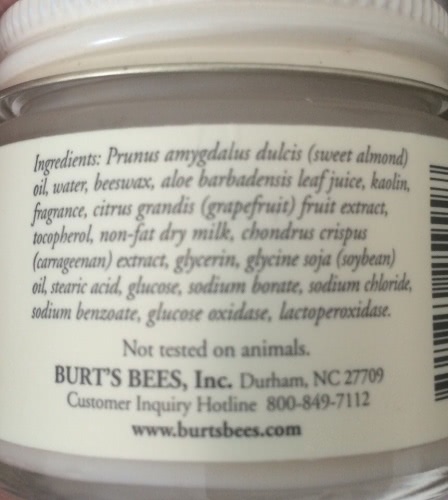 Ingredients: Prunus amygdalus dulcis (sweet almond)
oil, water, beeswax, aloe barbadensis leaf juice, kaolin,
fragrance, citrus grandis (grapefruit) fruit extract,
tocopherol, non-fat dry milk, chondrus crispus
(carrageenan) extract, glycerin, glycine soja (soybean)
oil, stearic acid, glucose, sodium borate, sodium chloride,
sodium benzoate, glucose oxidase, lactoperoxidase.
Not tested on animals.
BURT'S BEES, Inc. Durham, NC 27709
Customer Inquiry Hotline 800-849-7112
www.burtsbees.com